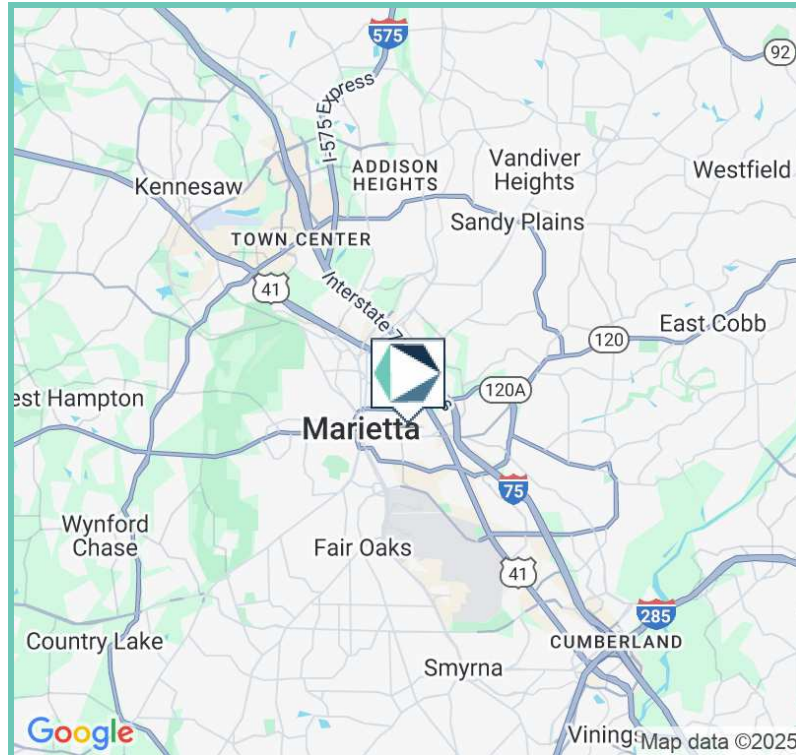 575
92
I-575 Express
ADDISON
HEIGHTS
Vandiver
Heights
Westfield
Kennesaw
Sandy Plains
TOWN CENTER
41
Interstate
East Cobb
120
120A
est Hampton
Marietta
75
Wynford
Chase
Fair Oaks
41
285
Country Lake
CUMBERLAND
Smyrna
Vinings
Google
Map data ©2025